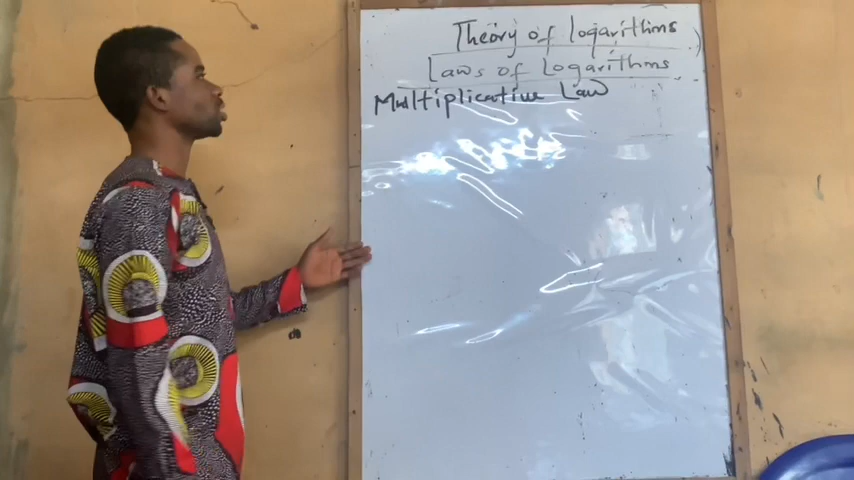 Theory of logarithms
Laws of Logarithms
Multiplicative Law